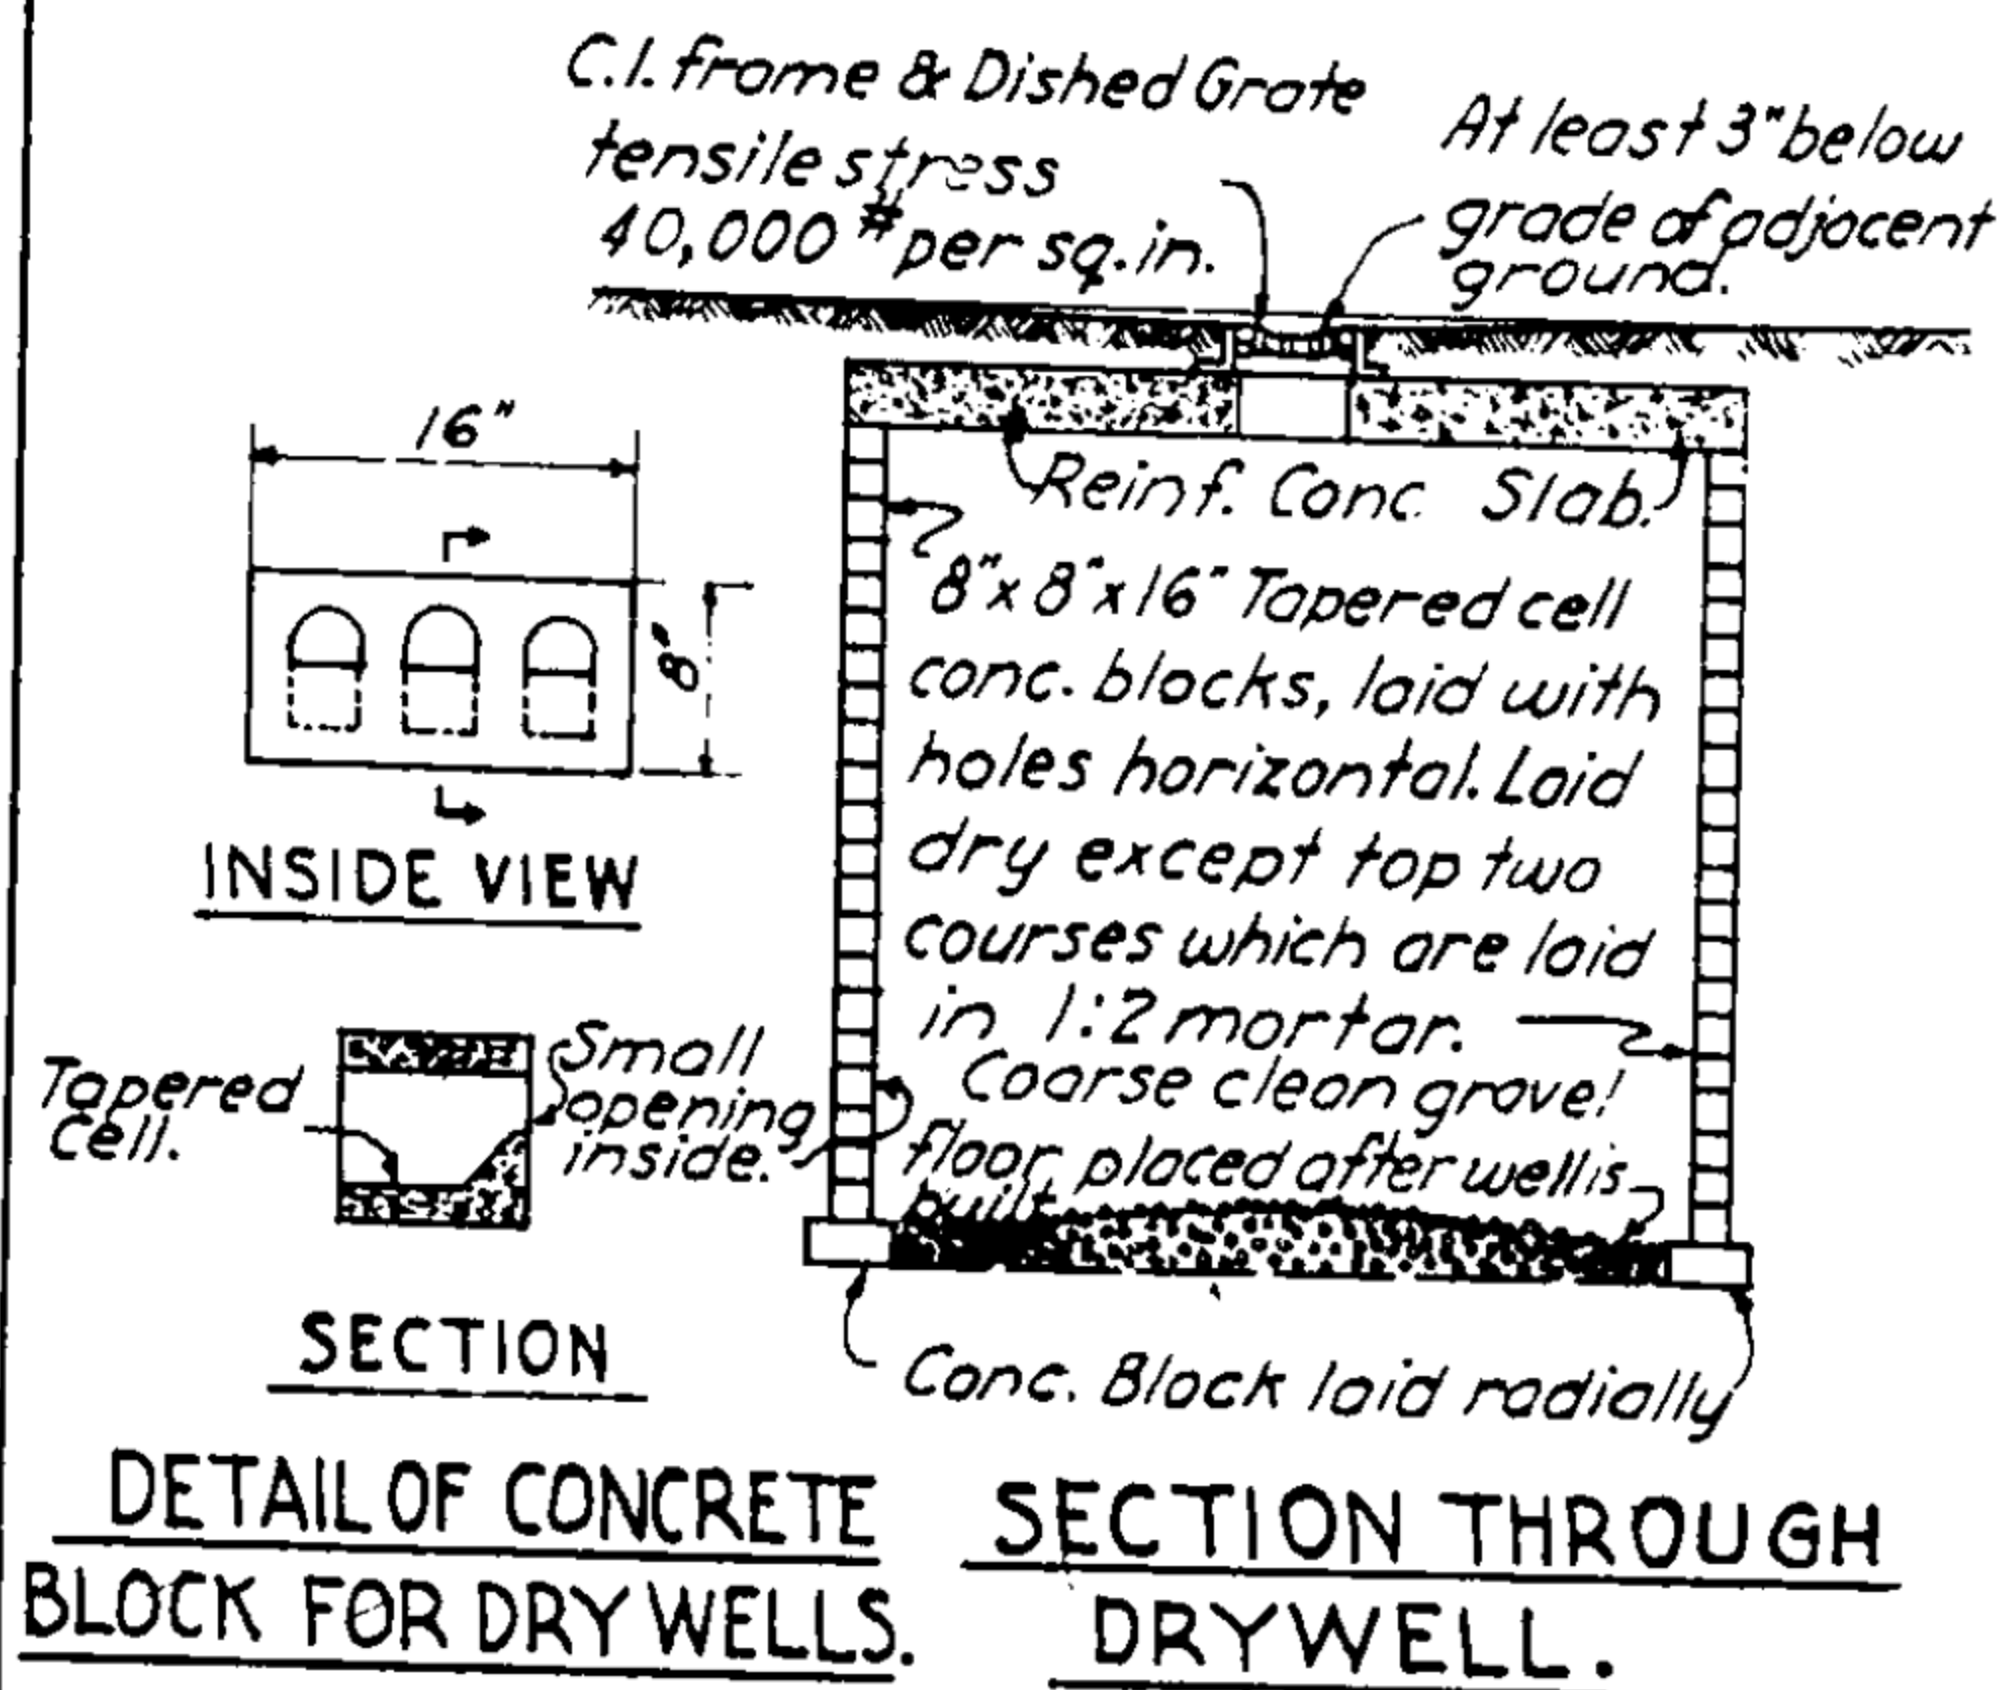 C.I. frame & Dished Grate
tensile stress
40,000 # per sq. in.
At least 3" below
grade of adjacent
ground.
16"
8"
INSIDE VIEW
Reinf. Conc. Slab.
8" x 8" x 16" Tapered cell
conc. blocks, laid with
holes horizontal. Laid
dry except top two
courses which are laid
in 1:2 mortar.
Coarse clean gravel
floor, placed after well is
built
Tapered
Cell.
Small
opening
inside.
SECTION
Conc. Block laid radially
DETAIL OF CONCRETE
BLOCK FOR DRY WELLS.
SECTION THROUGH
DRYWELL.